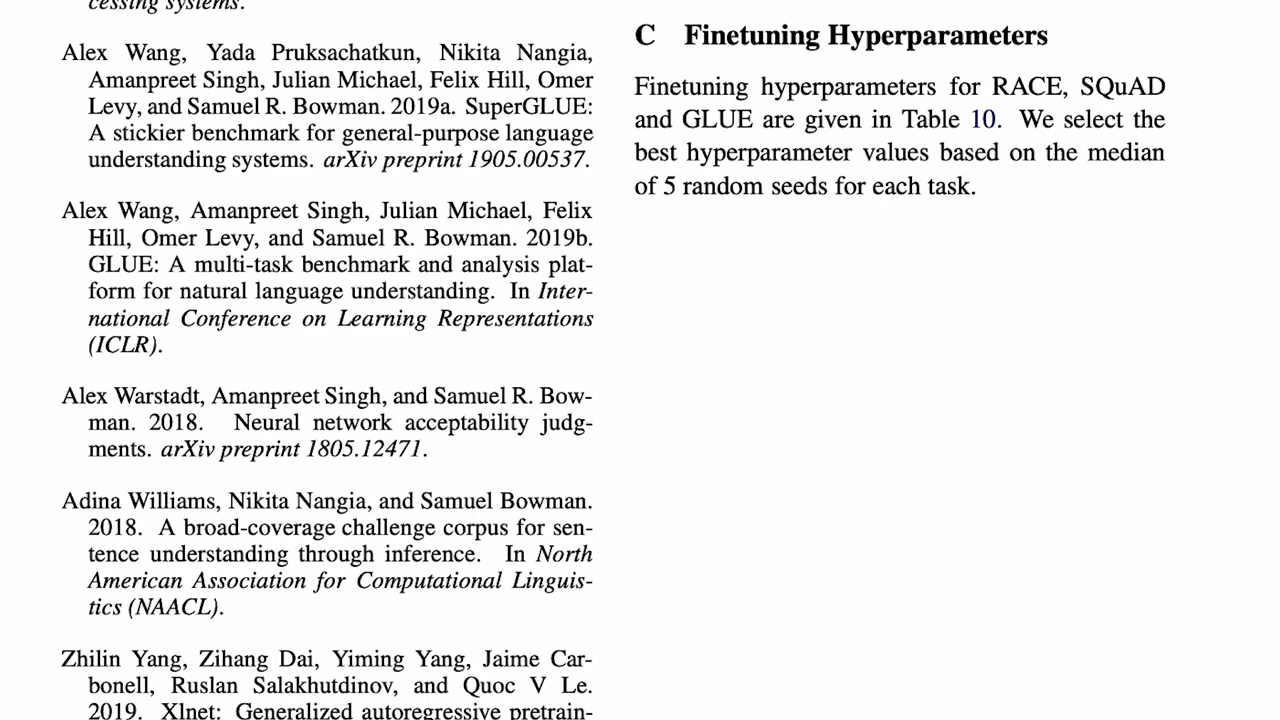 cessing systems.
Alex Wang, Yada Pruksachatkun, Nikita Nangia,
Amanpreet Singh, Julian Michael, Felix Hill, Omer
Levy, and Samuel R. Bowman. 2019a. SuperGLUE:
A stickier benchmark for general-purpose language
understanding systems. arXiv preprint 1905.00537.
Alex Wang, Amanpreet Singh, Julian Michael, Felix
Hill, Omer Levy, and Samuel R. Bowman. 2019b.
GLUE: A multi-task benchmark and analysis plat-
form for natural language understanding. In Inter-
national Conference on Learning Representations
(ICLR).
Alex Warstadt, Amanpreet Singh, and Samuel R. Bow-
man. 2018. Neural network acceptability judg-
ments. arXiv preprint 1805.12471.
Adina Williams, Nikita Nangia, and Samuel Bowman.
2018. A broad-coverage challenge corpus for sen-
tence understanding through inference. In North
American Association for Computational Linguis-
tics (NAACL).
Zhilin Yang, Zihang Dai, Yiming Yang, Jaime Car-
bonell, Ruslan Salakhutdinov, and Quoc V Le.
2019. Xlnet: Generalized autoregressive pretrain-
C Finetuning Hyperparameters
Finetuning hyperparameters for RACE, SQuAD
and GLUE are given in Table 10. We select the
best hyperparameter values based on the median
of 5 random seeds for each task.